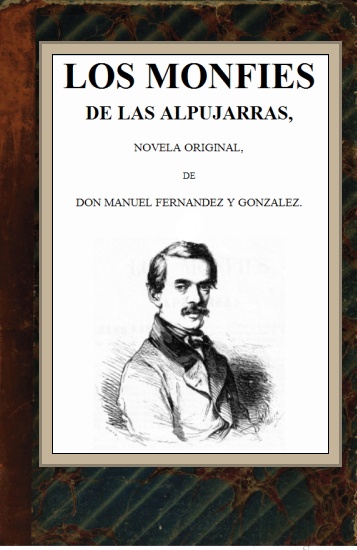 LOS MONFIES
DE LAS ALPUJARRAS,
NOVELA ORIGINAL,
DE
DON MANUEL FERNANDEZ Y GONZALEZ.